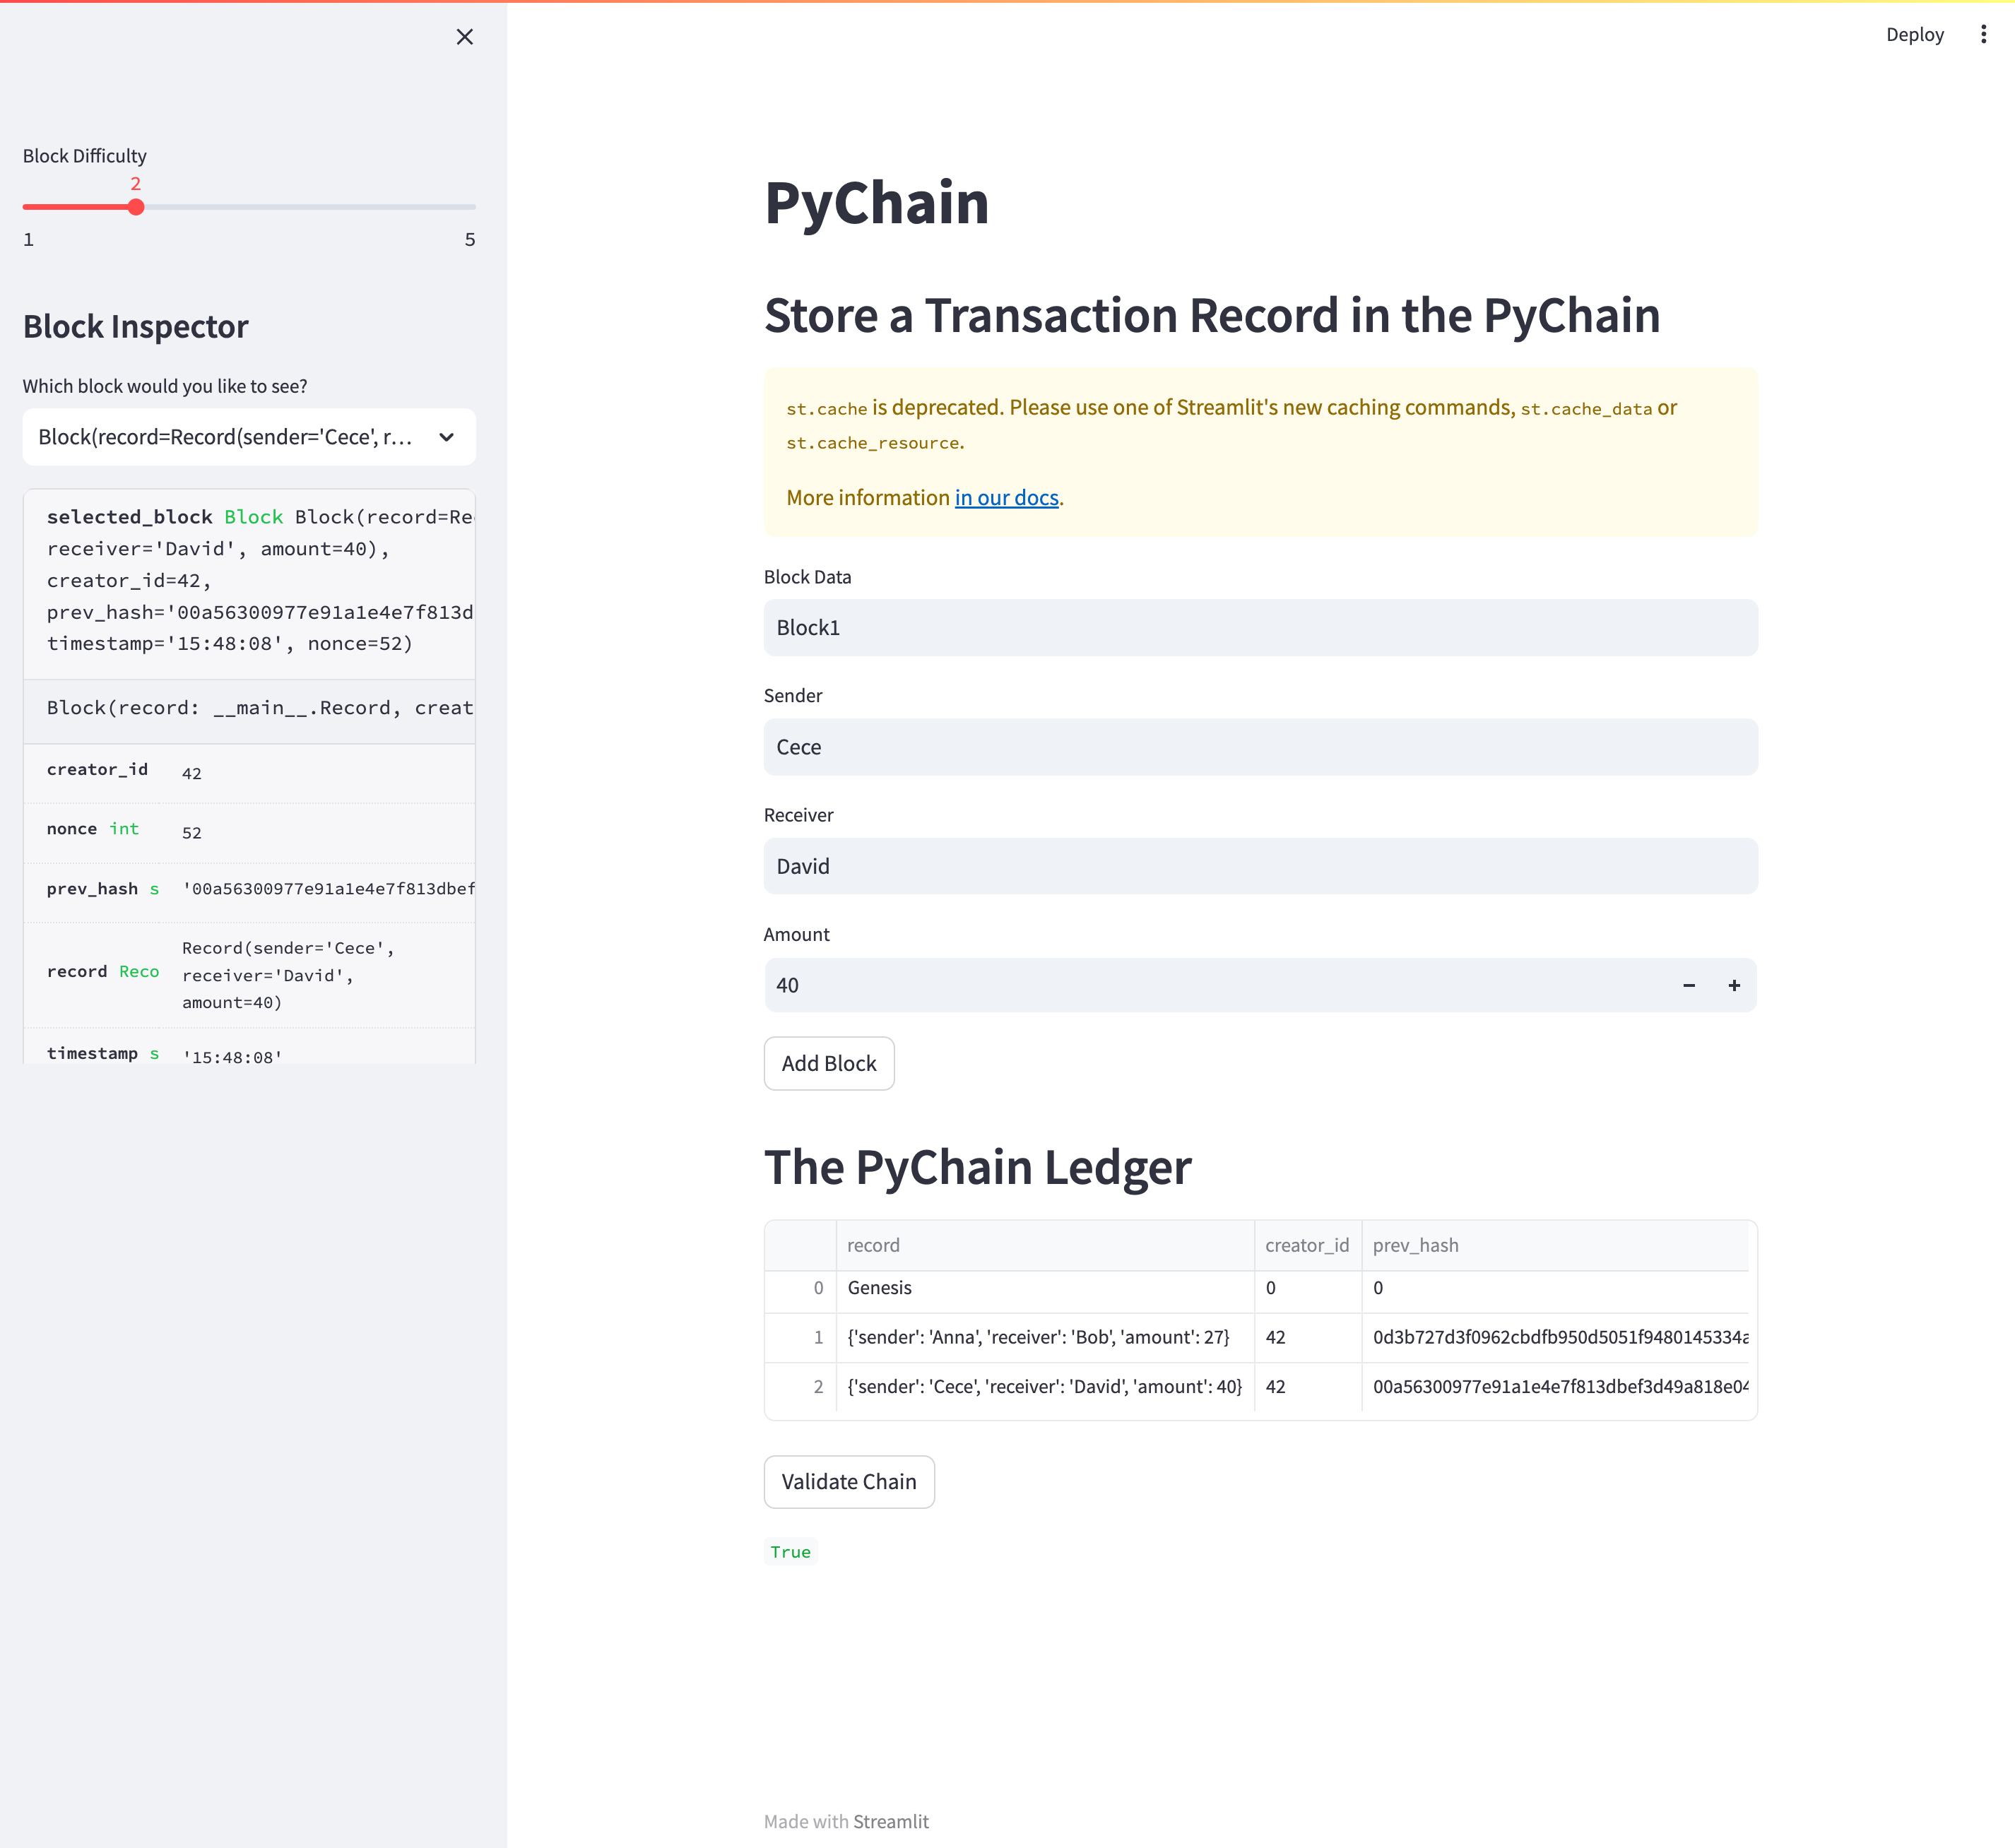 Deploy
Block Difficulty
2
1 5
Block Inspector
Which block would you like to see?
Block(record=Record(sender='Cece', r...
selected_block Block Block(record=Re
receiver='David', amount=40),
creator_id=42,
prev_hash='00a56300977e91a1e4e7f813d
timestamp='15:48:08', nonce=52)
Block(record: __main__.Record, creat
creator_id 42
nonce int 52
prev_hash s '00a56300977e91a1e4e7f813dbef
record Reco Record(sender='Cece',
receiver='David',
amount=40)
timestamp s '15:48:08'
PyChain
Store a Transaction Record in the PyChain
st.cache is deprecated. Please use one of Streamlit's new caching commands, st.cache_data or
st.cache_resource.
More information in our docs.
Block Data
Block1
Sender
Cece
Receiver
David
Amount
40 − +
Add Block
The PyChain Ledger
record creator_id prev_hash
0 Genesis 0 0
1 {'sender': 'Anna', 'receiver': 'Bob', 'amount': 27} 42 0d3b727d3f0962cbdfb950d5051f9480145334a
2 {'sender': 'Cece', 'receiver': 'David', 'amount': 40} 42 00a56300977e91a1e4e7f813dbef3d49a818e04
Validate Chain
True
Made with Streamlit